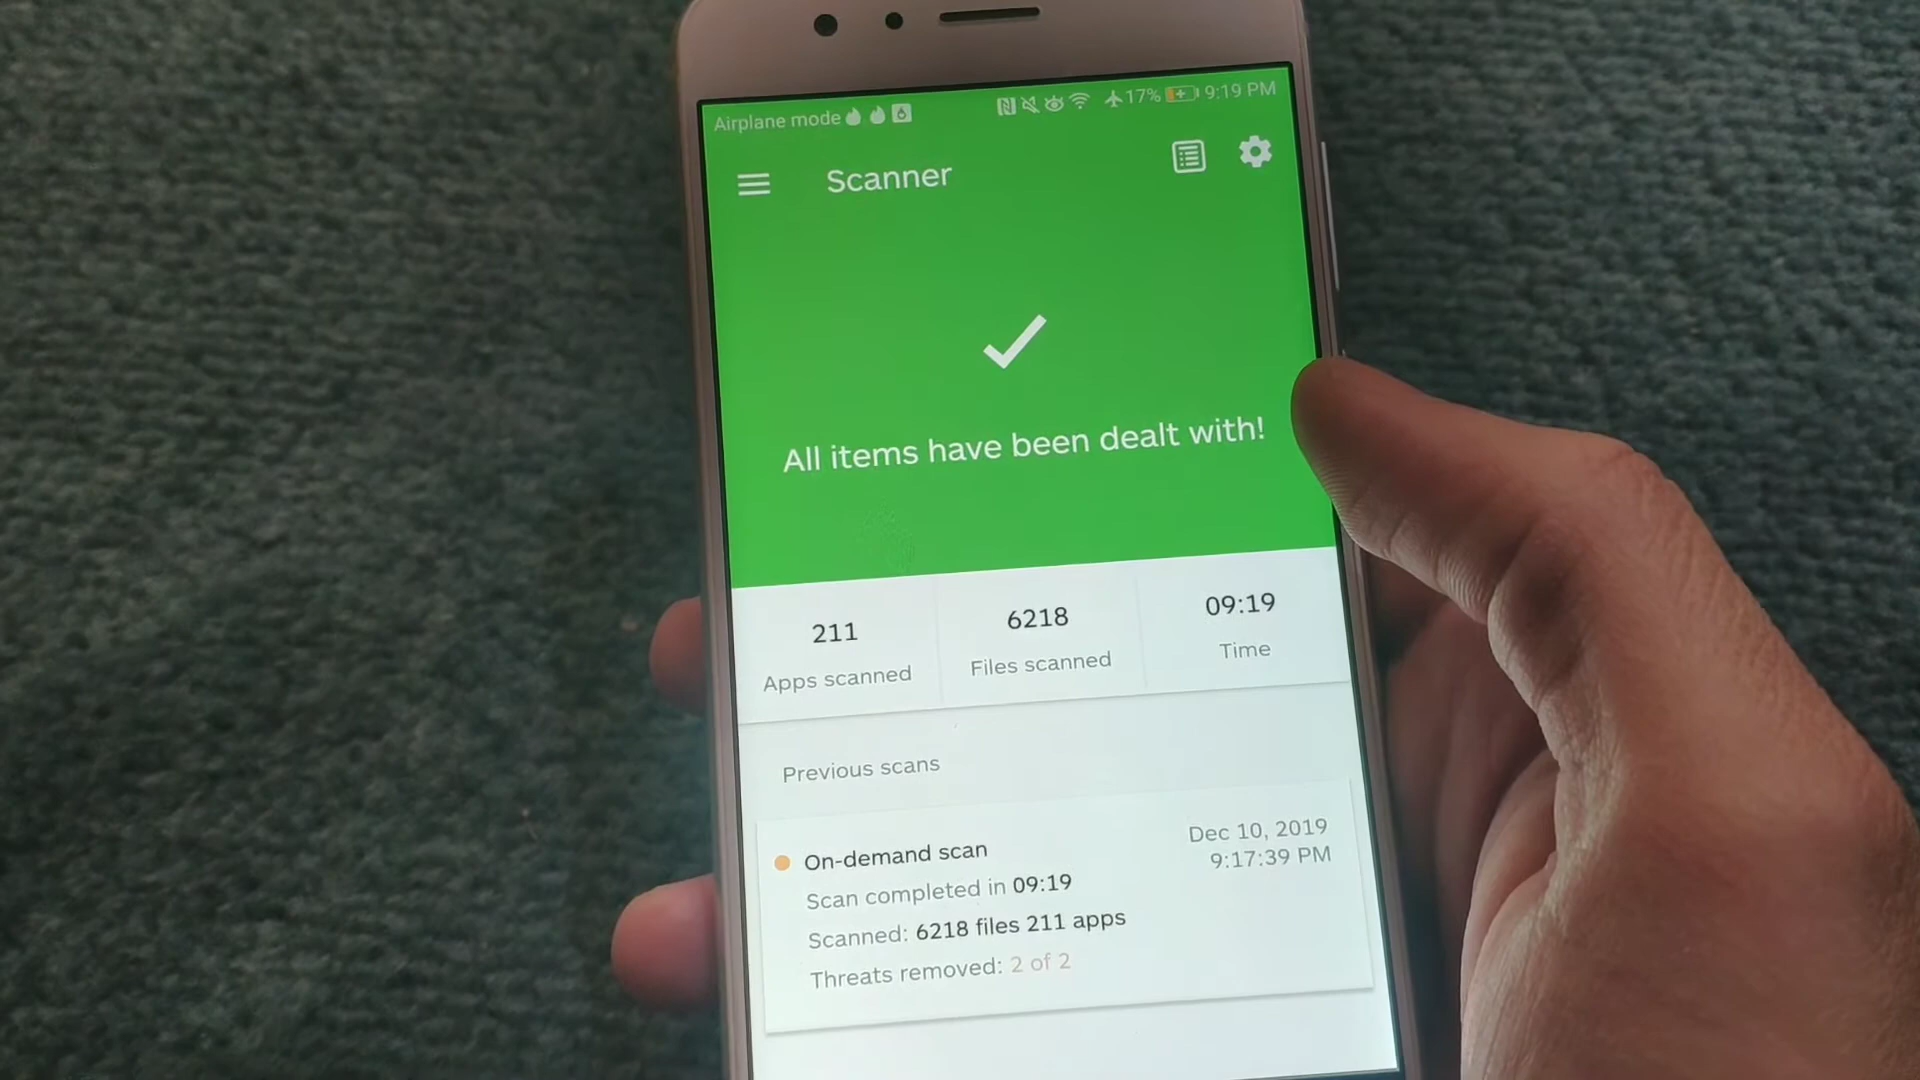 Airplane mode 17% 9:19 PM
Scanner
All items have been dealt with!
211 6218 09:19
Apps scanned Files scanned Time
Previous scans
On-demand scan Dec 10, 2019
9:17:39 PM
Scan completed in 09:19
Scanned: 6218 files 211 apps
Threats removed: 2 of 2